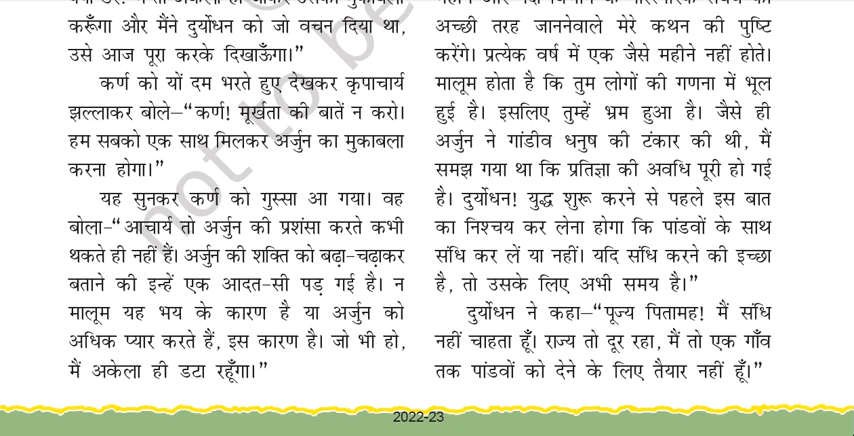 करूँगा और मैंने दुर्योधन को जो वचन दिया था,
उसे आज पूरा करके दिखाऊँगा।”
कर्ण को यों दम भरते हुए देखकर कृपाचार्य
झल्लाकर बोले–“कर्ण! मूर्खता की बातें न करो।
हम सबको एक साथ मिलकर अर्जुन का मुकाबला
करना होगा।”
यह सुनकर कर्ण को गुस्सा आ गया। वह
बोला–“आचार्य तो अर्जुन की प्रशंसा करते कभी
थकते ही नहीं हैं। अर्जुन की शक्ति को बढ़ा–चढ़ाकर
बताने की इन्हें एक आदत–सी पड़ गई है। न
मालूम यह भय के कारण है या अर्जुन को
अधिक प्यार करते हैं, इस कारण है। जो भी हो,
मैं अकेला ही डटा रहूँगा।”
अच्छी तरह जाननेवाले मेरे कथन की पुष्टि
करेंगे। प्रत्येक वर्ष में एक जैसे महीने नहीं होते।
मालूम होता है कि तुम लोगों की गणना में भूल
हुई है। इसलिए तुम्हें भ्रम हुआ है। जैसे ही
अर्जुन ने गांडीव धनुष की टंकार की थी, मैं
समझ गया था कि प्रतिज्ञा की अवधि पूरी हो गई
है। दुर्योधन! युद्ध शुरू करने से पहले इस बात
का निश्चय कर लेना होगा कि पांडवों के साथ
संधि कर लें या नहीं। यदि संधि करने की इच्छा
है, तो उसके लिए अभी समय है।”
दुर्योधन ने कहा–“पूज्य पितामह! मैं संधि
नहीं चाहता हूँ। राज्य तो दूर रहा, मैं तो एक गाँव
तक पांडवों को देने के लिए तैयार नहीं हूँ।”
not to be
2022-23